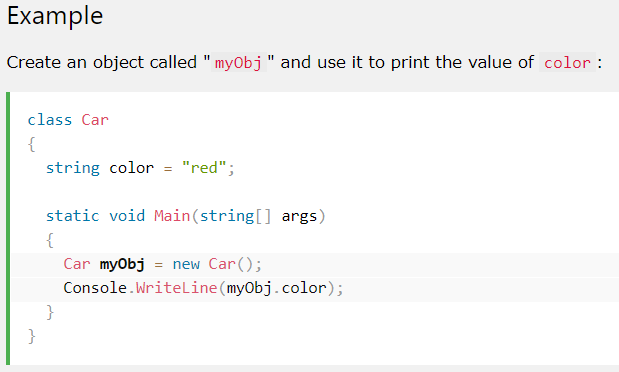 Example
Create an object called "myObj" and use it to print the value of color:
class Car
{
  string color = "red";
  static void Main(string[] args)
  {
    Car myObj = new Car();
    Console.WriteLine(myObj.color);
  }
}